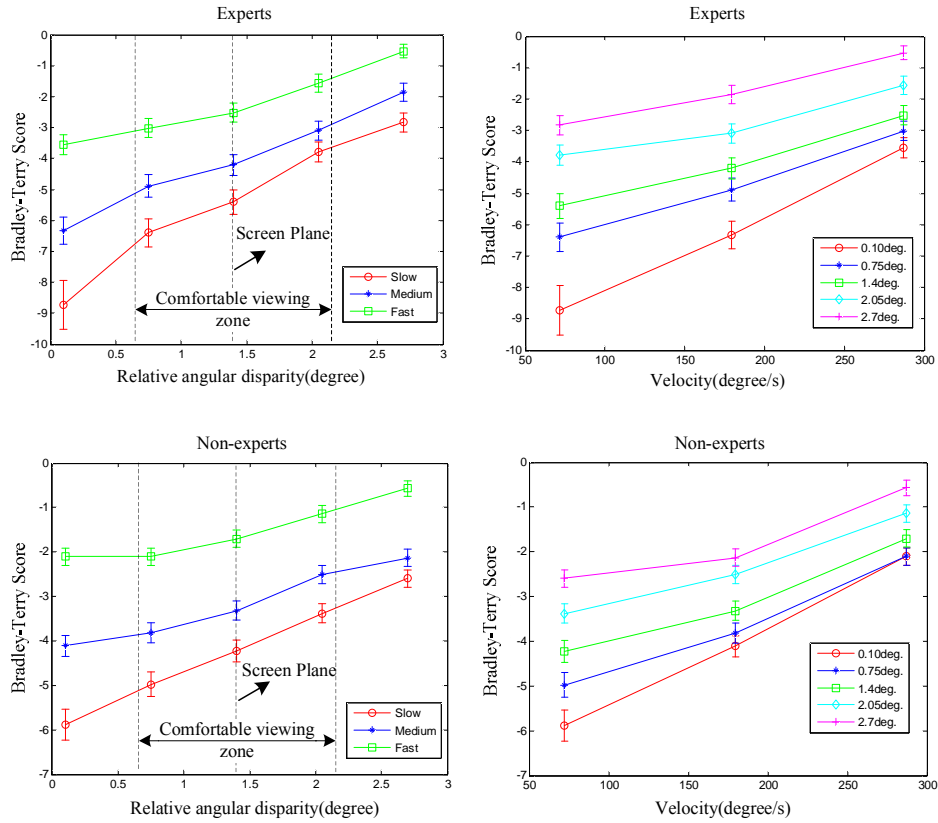 Experts
Bradley-Terry Score
0
-1
-2
-3
-4
-5
-6
-7
-8
-9
-10
Screen Plane
Comfortable viewing
zone
Slow
Medium
Fast
0
0.5
1
1.5
2
2.5
3
Relative angular disparity(degree)
Experts
Bradley-Terry Score
0
-1
-2
-3
-4
-5
-6
-7
-8
-9
-10
0.10deg.
0.75deg.
1.4deg.
2.05deg.
2.7deg.
50
100
150
200
250
300
Velocity(degree/s)
Non-experts
Bradley-Terry Score
0
-1
-2
-3
-4
-5
-6
-7
Screen Plane
Comfortable viewing
zone
Slow
Medium
Fast
0
0.5
1
1.5
2
2.5
3
Relative angular disparity(degree)
Non-experts
Bradley-Terry Score
0
-1
-2
-3
-4
-5
-6
-7
0.10deg.
0.75deg.
1.4deg.
2.05deg.
2.7deg.
50
100
150
200
250
300
Velocity(degree/s)